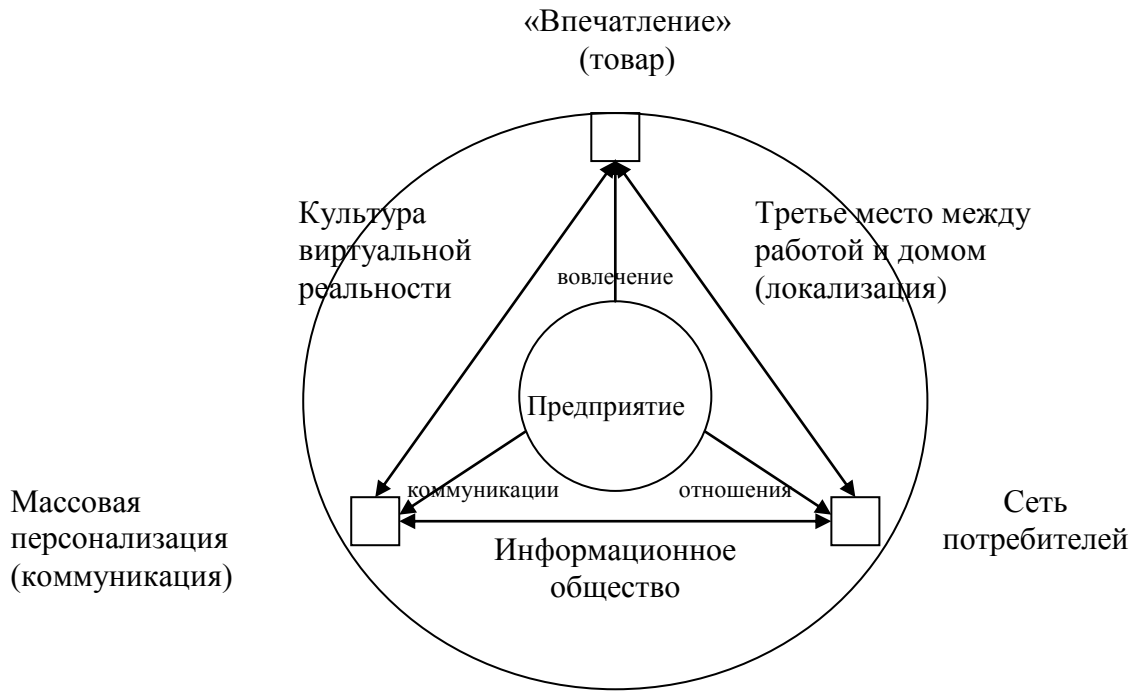 «Впечатление»
(товар)
Культура
виртуальной
реальности
Третье место между
работой и домом
(локализация)
вовлечение
Предприятие
коммуникации
отношения
Массовая
персонализация
(коммуникация)
Информационное
общество
Сеть
потребителей